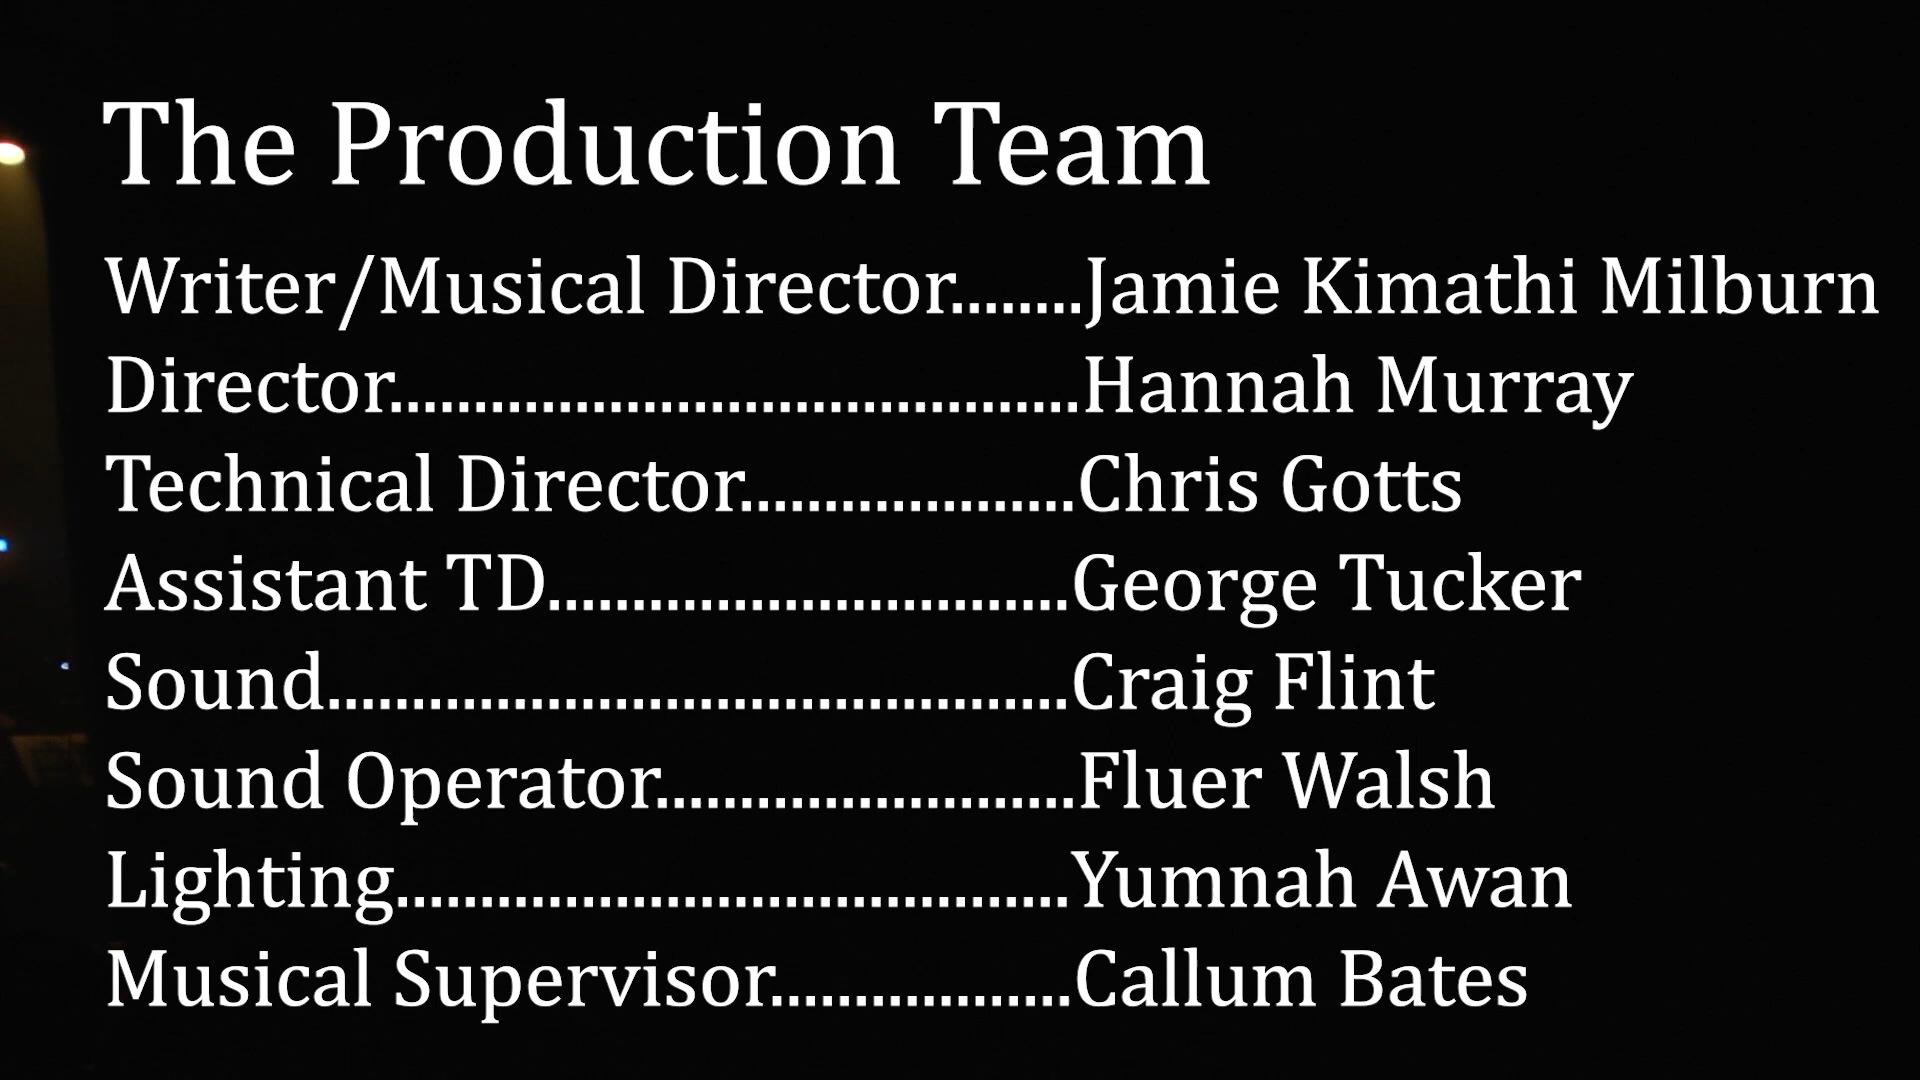 The Production Team
Writer/Musical Director........Jamie Kimathi Milburn
Director.........................................Hannah Murray
Technical Director....................Chris Gotts
Assistant TD...............................George Tucker
Sound............................................Craig Flint
Sound Operator.........................Fluer Walsh
Lighting........................................Yumnah Awan
Musical Supervisor..................Callum Bates